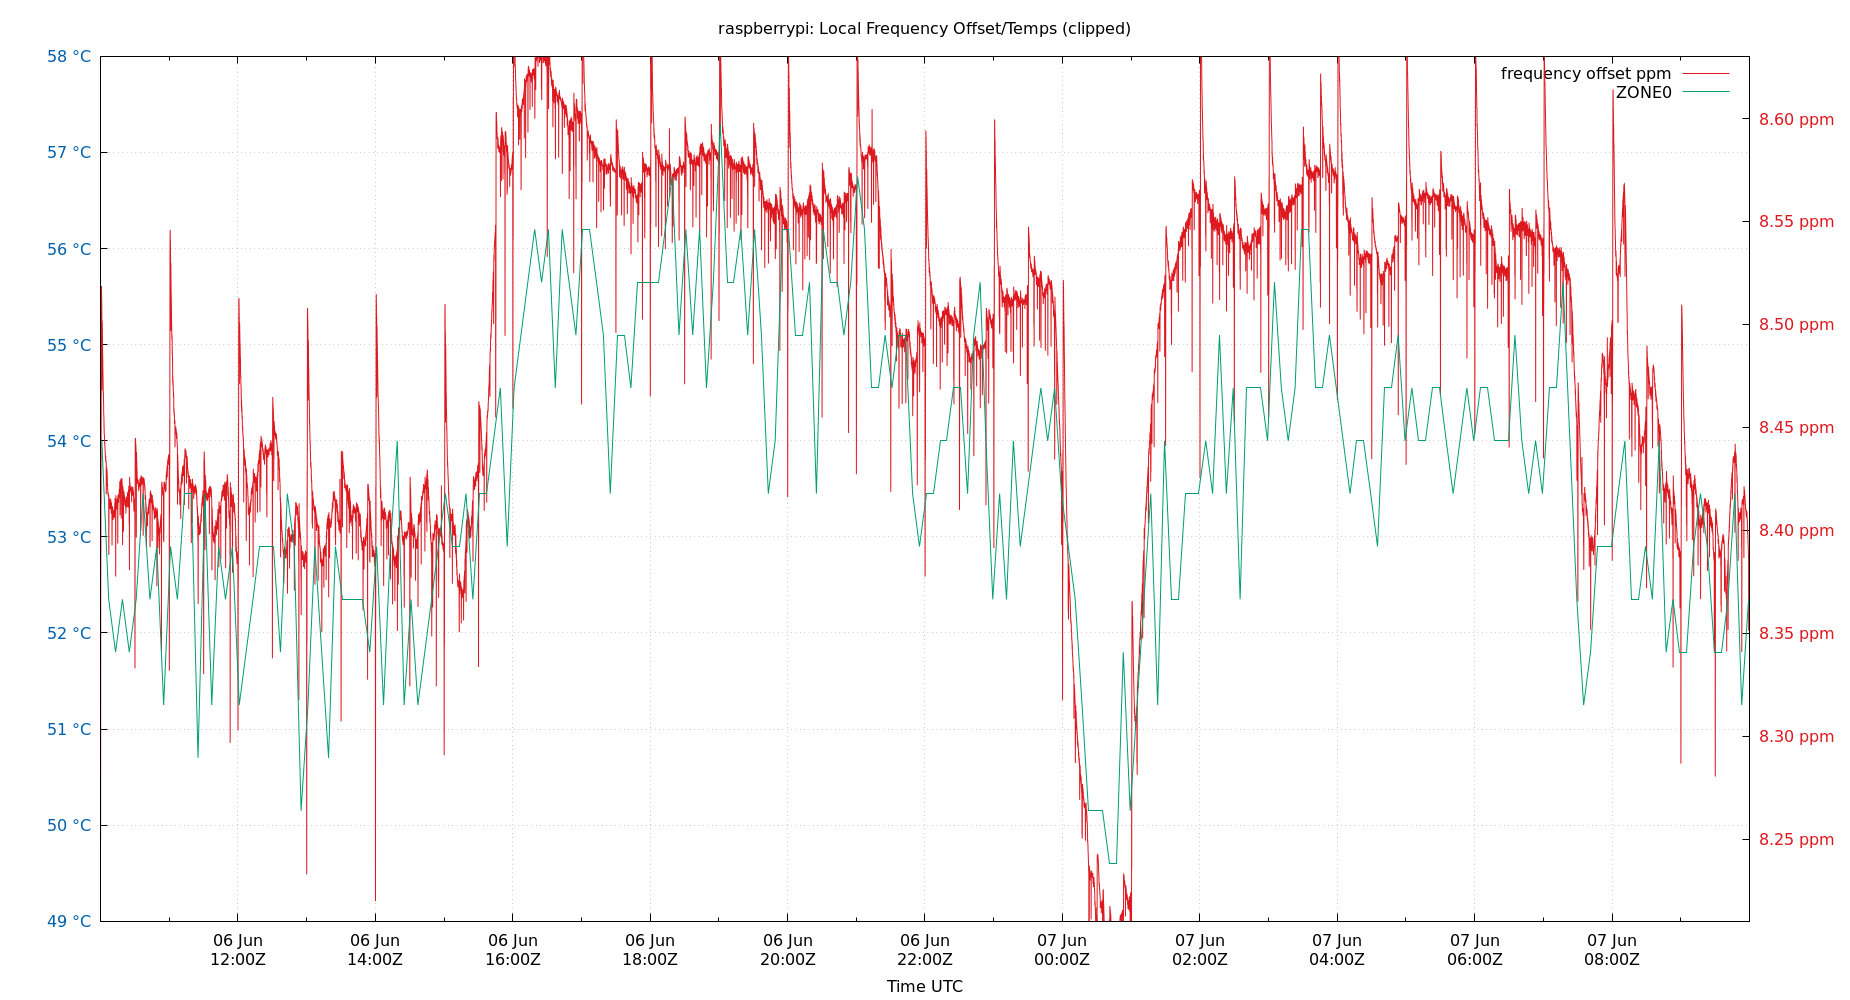 raspberrypi: Local Frequency Offset/Temps (clipped)
58 °C
57 °C
56 °C
55 °C
54 °C
53 °C
52 °C
51 °C
50 °C
49 °C
frequency offset ppm
ZONE0
8.60 ppm
8.55 ppm
8.50 ppm
8.45 ppm
8.40 ppm
8.35 ppm
8.30 ppm
8.25 ppm
06 Jun
12:00Z
06 Jun
14:00Z
06 Jun
16:00Z
06 Jun
18:00Z
06 Jun
20:00Z
06 Jun
22:00Z
07 Jun
00:00Z
07 Jun
02:00Z
07 Jun
04:00Z
07 Jun
06:00Z
07 Jun
08:00Z
Time UTC